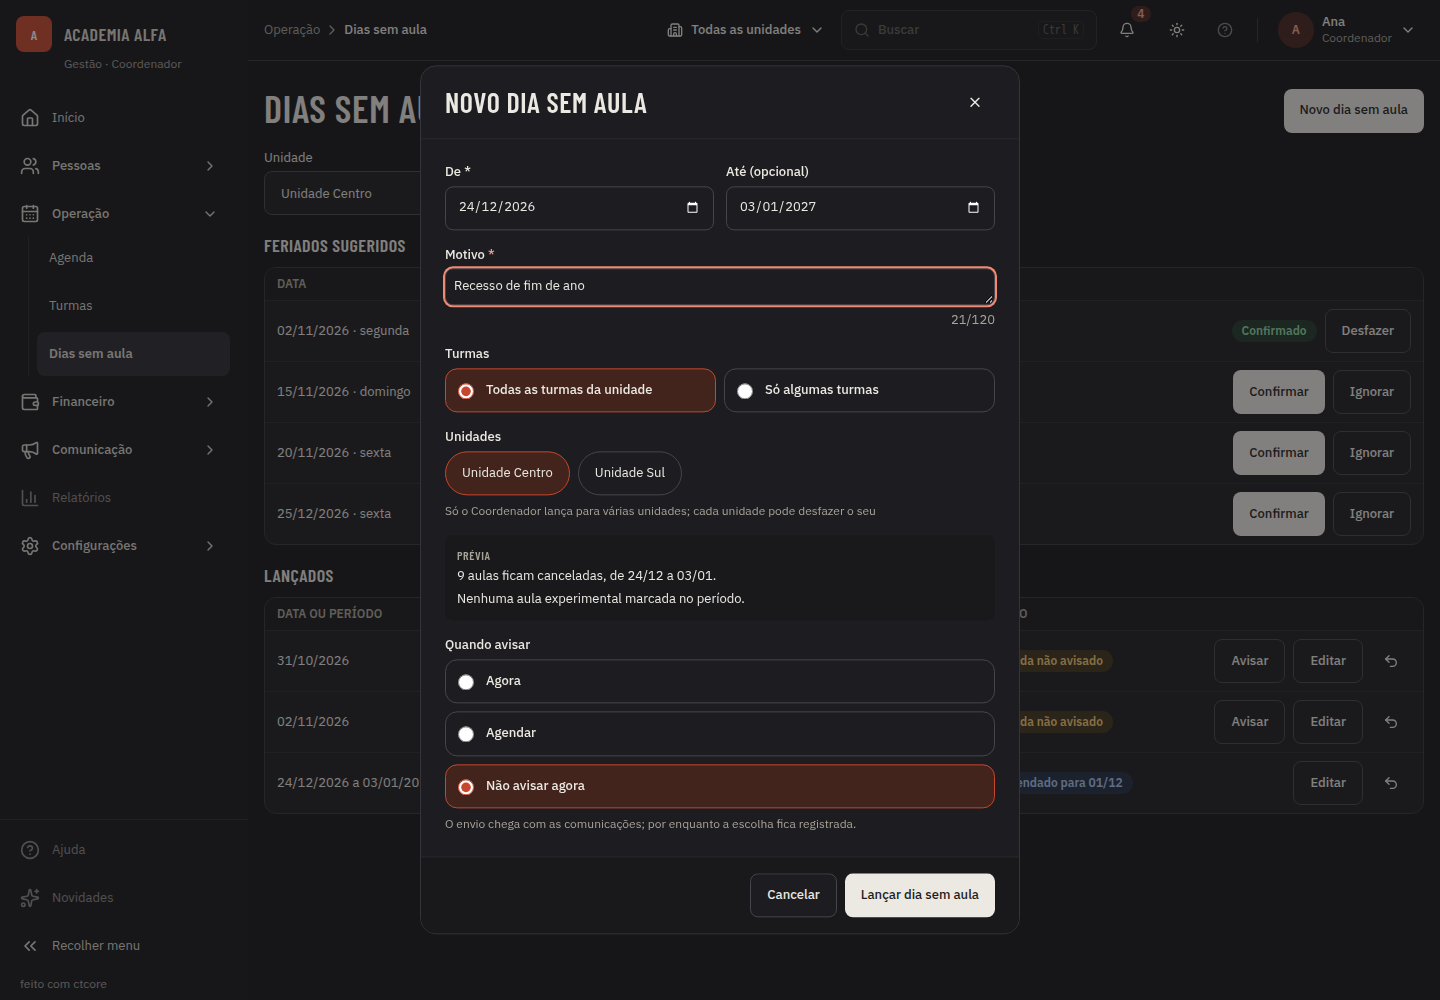 A ACADEMIA ALFA
Gestão · Coordenador
Início
Pessoas
Operação
Agenda
Turmas
Dias sem aula
Financeiro
Comunicação
Relatórios
Configurações
Ajuda
Novidades
Recolher menu
feito com ctcore
Operação > Dias sem aula
Todas as unidades
Buscar Ctrl K
4
A Ana
Coordenador
DIAS SEM AU
Novo dia sem aula
Unidade
Unidade Centro
FERIADOS SUGERIDOS
DATA
02/11/2026 · segunda Confirmado Desfazer
15/11/2026 · domingo Confirmar Ignorar
20/11/2026 · sexta Confirmar Ignorar
25/12/2026 · sexta Confirmar Ignorar
LANÇADOS
DATA OU PERÍODO O
31/10/2026 da não avisado Avisar Editar
02/11/2026 da não avisado Avisar Editar
24/12/2026 a 03/01/20 endado para 01/12 Editar
NOVO DIA SEM AULA
De * Até (opcional)
24/12/2026 03/01/2027
Motivo *
Recesso de fim de ano
21/120
Turmas
Todas as turmas da unidade Só algumas turmas
Unidades
Unidade Centro Unidade Sul
Só o Coordenador lança para várias unidades; cada unidade pode desfazer o seu
PRÉVIA
9 aulas ficam canceladas, de 24/12 a 03/01.
Nenhuma aula experimental marcada no período.
Quando avisar
Agora
Agendar
Não avisar agora
O envio chega com as comunicações; por enquanto a escolha fica registrada.
Cancelar Lançar dia sem aula